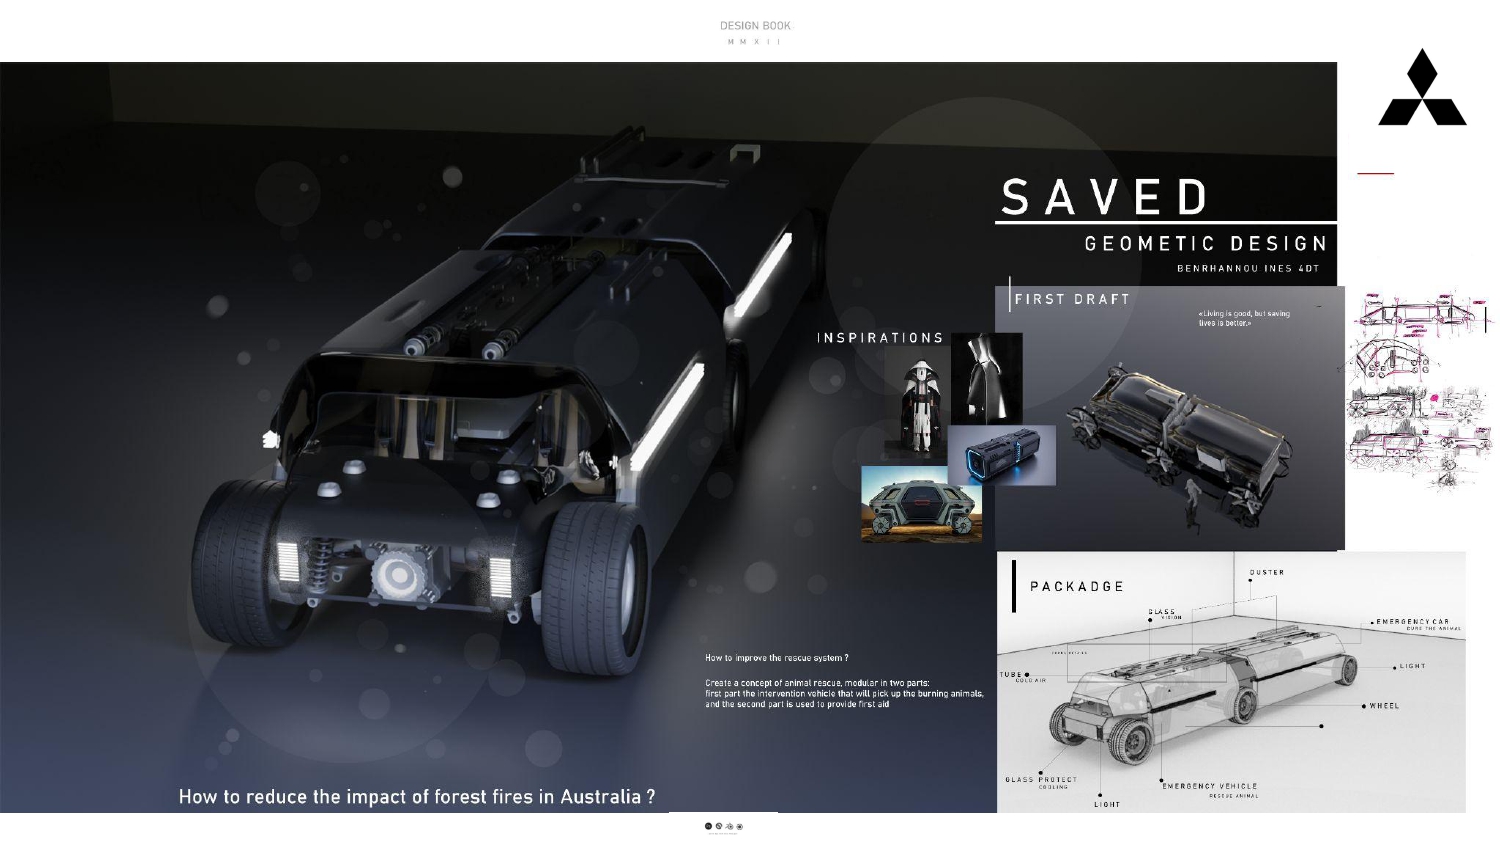 DESIGN BOOK
MMXII
SAVED
GEOMETIC DESIGN
BENRHANNOU INES 4DT
FIRST DRAFT
«Living is good, but saving
lives is better.»
INSPIRATIONS
PACKADGE
DUSTER
GLASS
VISION
EMERGENCY CAR
CURE THE ANIMAL
LIGHT
TUBE
COLD AIR
WHEEL
GLASS PROTECT
COOLING
EMERGENCY VEHICLE
RESCUE ANIMAL
LIGHT
How to improve the rescue system ?
Create a concept of animal rescue, modular in two parts:
first part the intervention vehicle that will pick up the burning animals,
and the second part is used to provide first aid
How to reduce the impact of forest fires in Australia ?